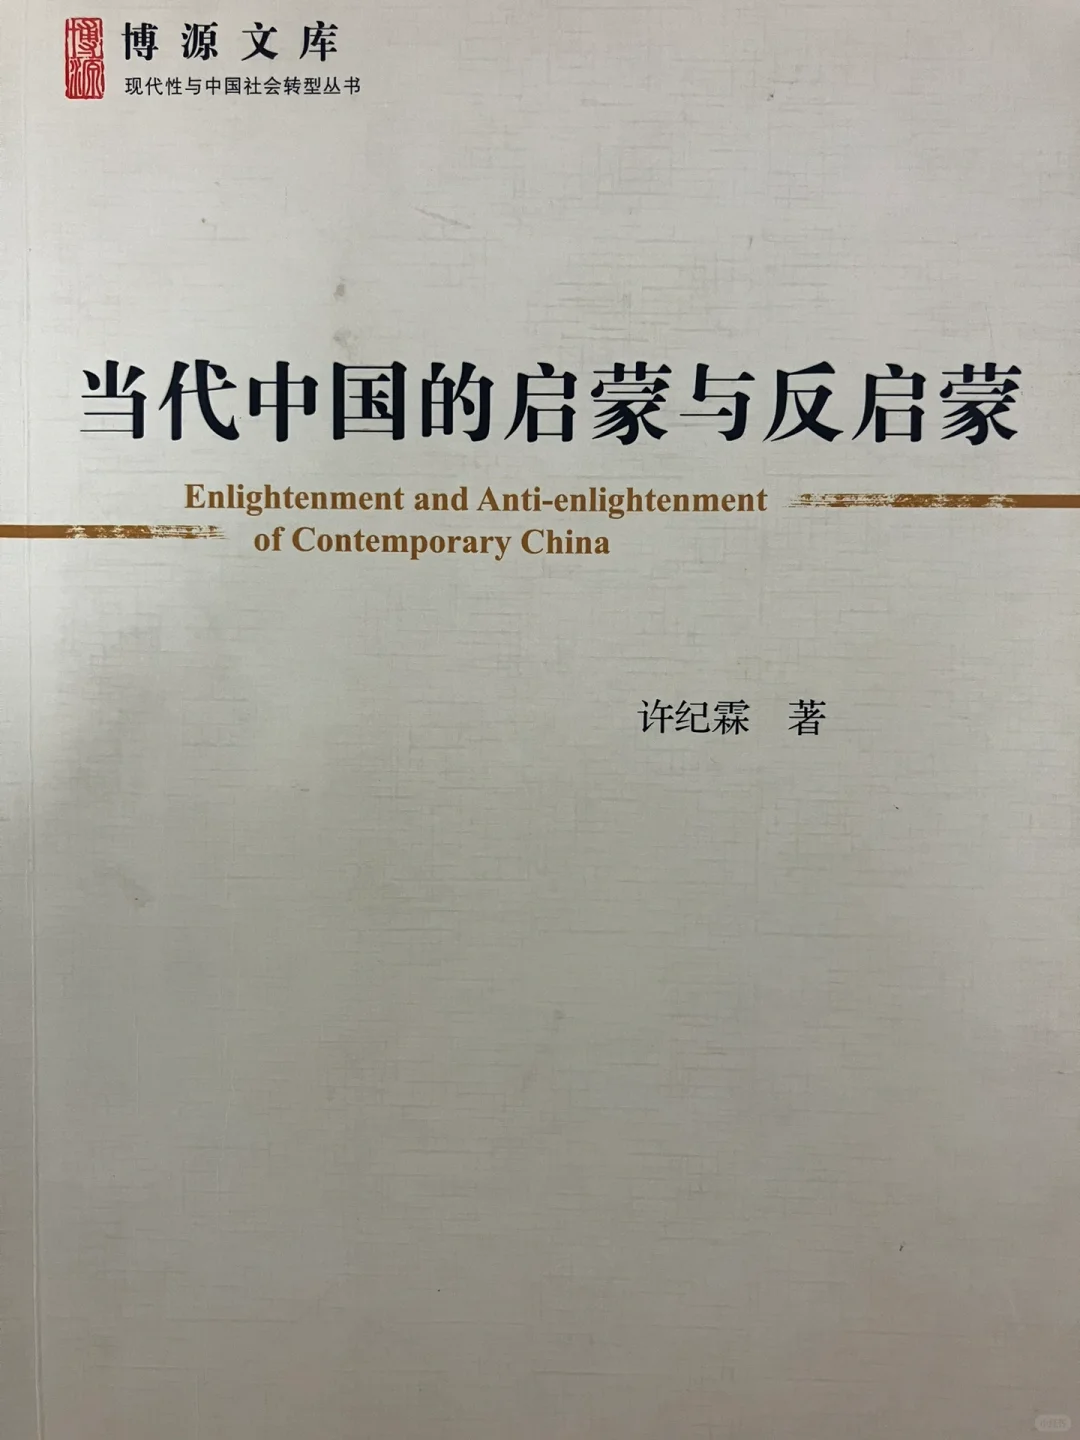 博源
博源文库
现代性与中国社会转型丛书
当代中国的启蒙与反启蒙
Enlightenment and Anti-enlightenment
of Contemporary China
许纪霖 著